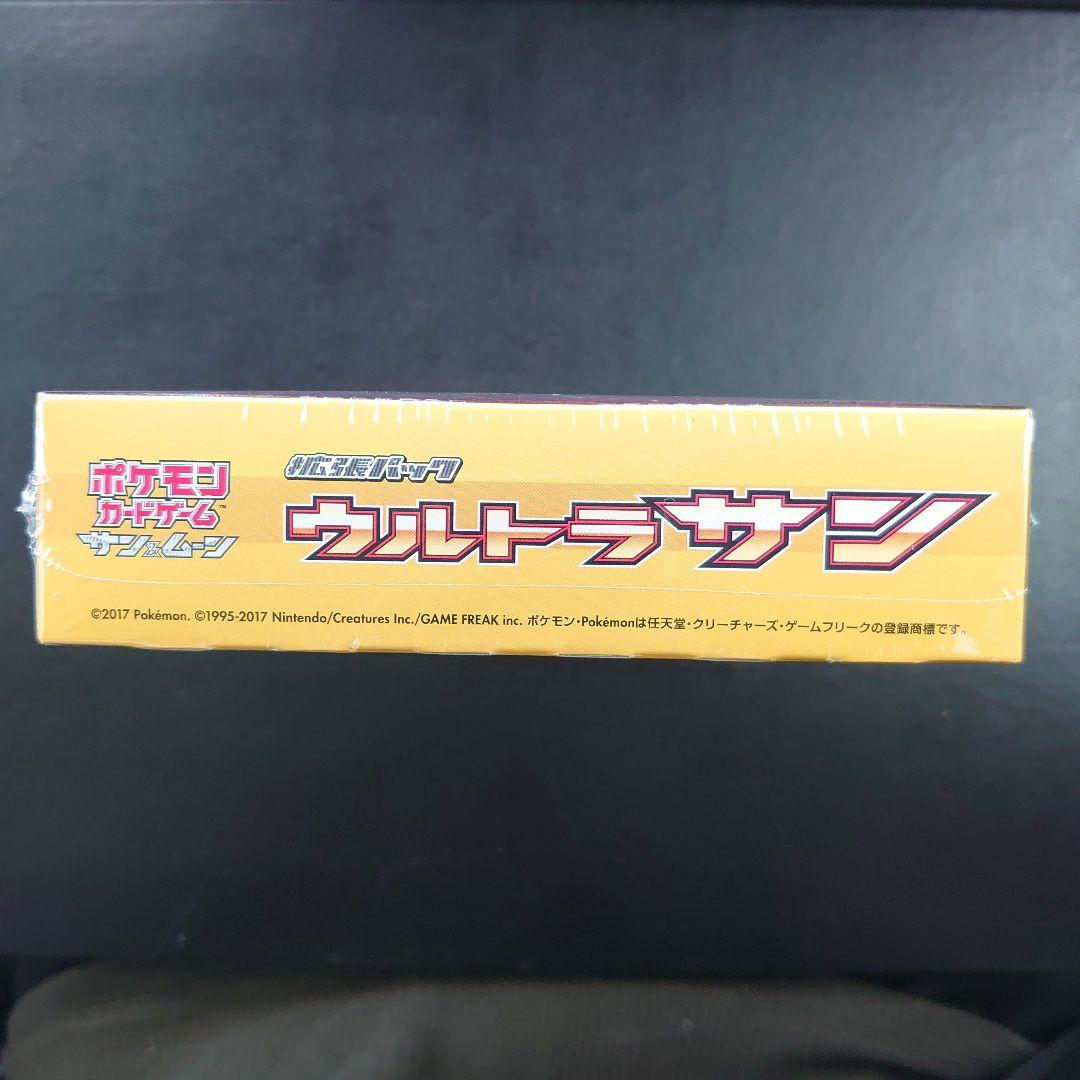 ポケモン
カードゲーム™
サン&ムーン
拡張パック
ウルトラサン
©2017 Pokémon. ©1995-2017 Nintendo/Creatures Inc./GAME FREAK inc. ポケモン・Pokémonは任天堂・クリーチャーズ・ゲームフリークの登録商標です。